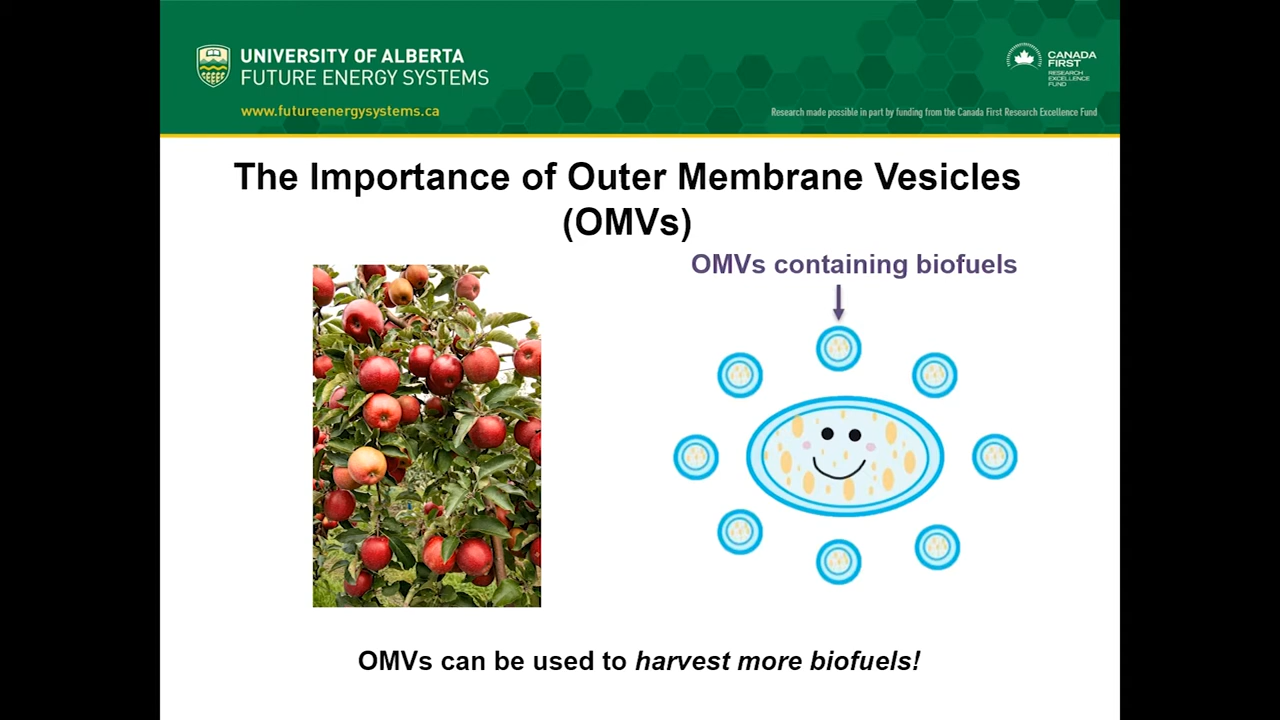 UNIVERSITY OF ALBERTA
FUTURE ENERGY SYSTEMS
www.futureenergysystems.ca
CANADA
FIRST
RESEARCH
EXCELLENCE
FUND
Research made possible in part by funding from the Canada First Research Excellence Fund
The Importance of Outer Membrane Vesicles
(OMVs)
OMVs containing biofuels
OMVs can be used to harvest more biofuels!